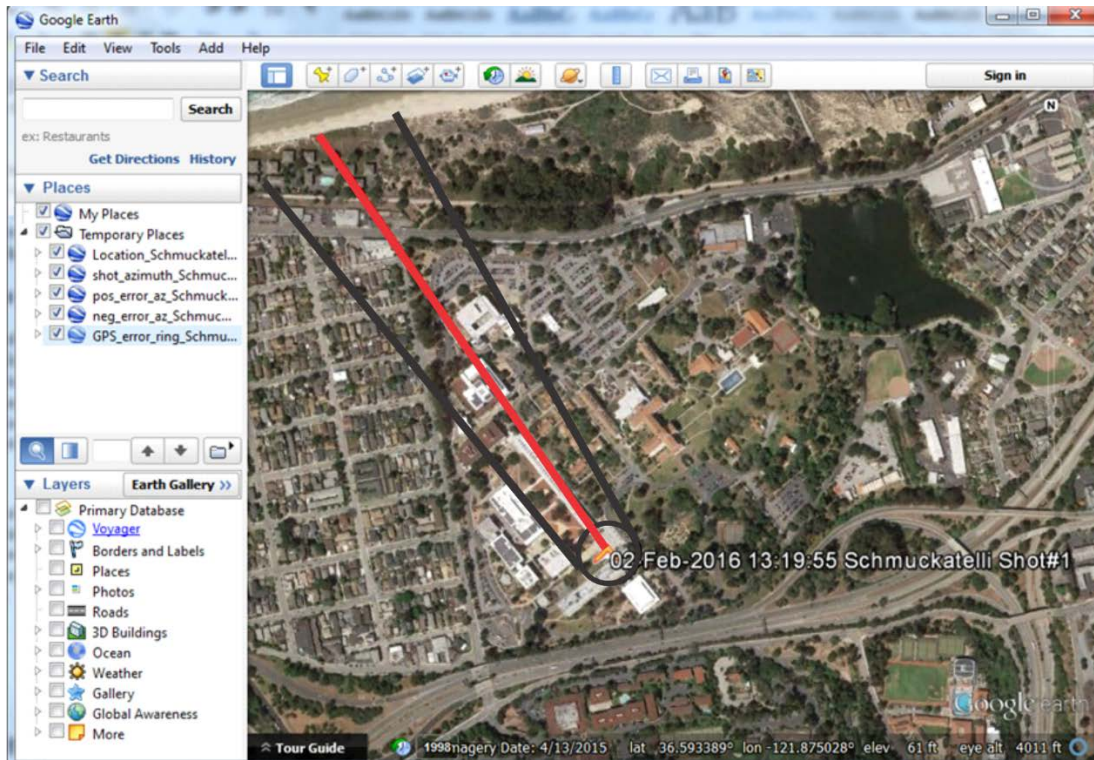 Google Earth
File Edit View Tools Add Help
Search
Sign in
Search
N
ex: Restaurants
Get Directions History
Places
My Places
Temporary Places
Location_Schmuckatel...
shot_azimuth_Schmuc...
pos_error_az_Schmuck...
neg_error_az_Schmuc...
GPS_error_ring_Schmu...
02 Feb-2016 13:19:55 Schmuckatelli Shot#1
Layers Earth Gallery >>
Primary Database
Voyager
Borders and Labels
Places
Photos
Roads
3D Buildings
Ocean
Weather
Gallery
Global Awareness
More
Google earth
Tour Guide 1998 magery Date: 4/13/2015 lat 36.593389° lon -121.875028° elev 61 ft eye alt 4011 ft